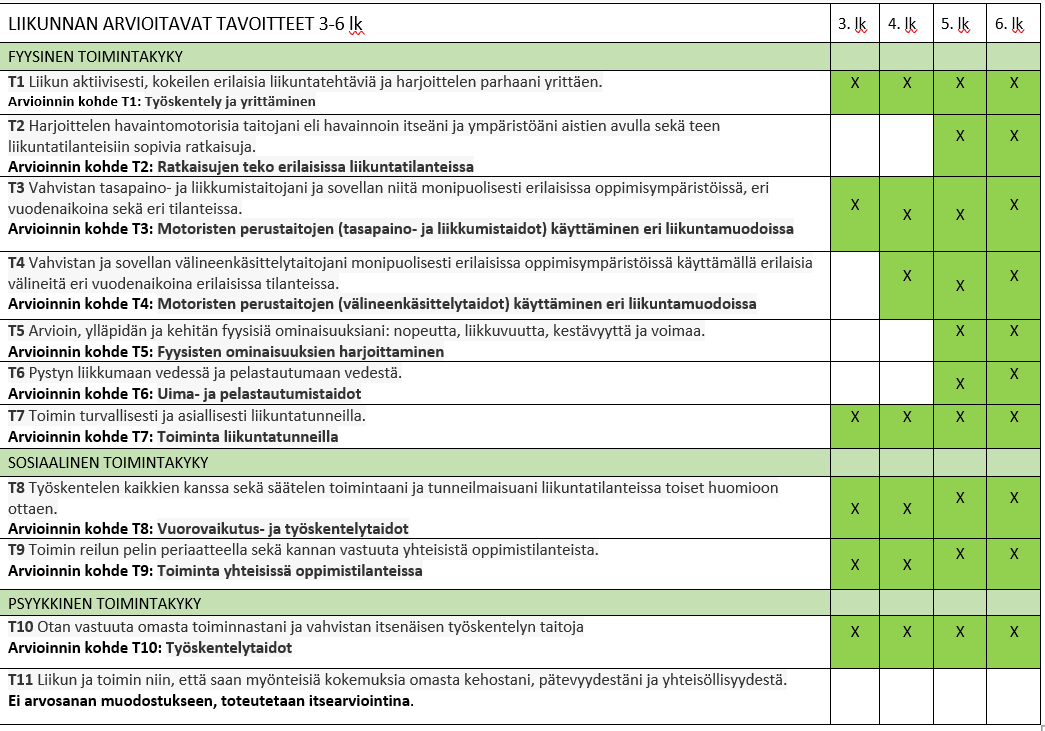 LIIKUNNAN ARVIOITAVAT TAVOITTEET 3-6 lk 3. lk 4. lk 5. lk 6. lk
FYYSINEN TOIMINTAKYKY
T1 Liikun aktiivisesti, kokeilen erilaisia liikuntatehtäviä ja harjoittelen parhaani yrittäen. X X X X
Arvioinnin kohde T1: Työskentely ja yrittäminen
T2 Harjoittelen havaintomotorisia taitojani eli havainnoin itseäni ja ympäristöäni aistien avulla sekä teen X X
liikuntatilanteisiin sopivia ratkaisuja.
Arvioinnin kohde T2: Ratkaisujen teko erilaisissa liikuntatilanteissa
T3 Vahvistan tasapaino- ja liikkumistaitojani ja sovellan niitä monipuolisesti erilaisissa oppimisympäristöissä, eri
vuodenaikoina sekä eri tilanteissa. X X X X
Arvioinnin kohde T3: Motoristen perustaitojen (tasapaino- ja liikkumistaidot) käyttäminen eri liikuntamuodoissa
T4 Vahvistan ja sovellan välineenkäsittelytaitojani monipuolisesti erilaisissa oppimisympäristöissä käyttämällä erilaisia
välineitä eri vuodenaikoina erilaisissa tilanteissa. X X X
Arvioinnin kohde T4: Motoristen perustaitojen (välineenkäsittelytaidot) käyttäminen eri liikuntamuodoissa
T5 Arvioin, ylläpidän ja kehitän fyysisiä ominaisuuksiani: nopeutta, liikkuvuutta, kestävyyttä ja voimaa. X X
Arvioinnin kohde T5: Fyysisten ominaisuuksien harjoittaminen
T6 Pystyn liikkumaan vedessä ja pelastautumaan vedestä. X X
Arvioinnin kohde T6: Uima- ja pelastautumistaidot
T7 Toimin turvallisesti ja asiallisesti liikuntatunneilla. X X X X
Arvioinnin kohde T7: Toiminta liikuntatunneilla
SOSIAALINEN TOIMINTAKYKY
T8 Työskentelen kaikkien kanssa sekä säätelen toimintaani ja tunneilmaisuani liikuntatilanteissa toiset huomioon
ottaen. X X X X
Arvioinnin kohde T8: Vuorovaikutus- ja työskentelytaidot
T9 Toimin reilun pelin periaatteella sekä kannan vastuuta yhteisistä oppimistilanteista. X X X X
Arvioinnin kohde T9: Toiminta yhteisissä oppimistilanteissa
PSYYKKINEN TOIMINTAKYKY
T10 Otan vastuuta omasta toiminnastani ja vahvistan itsenäisen työskentelyn taitoja X X X X
Arvioinnin kohde T10: Työskentelytaidot
T11 Liikun ja toimin niin, että saan myönteisiä kokemuksia omasta kehostani, pätevyydestäni ja yhteisöllisyydestä.
Ei arvosanan muodostukseen, toteutetaan itsearviointina.